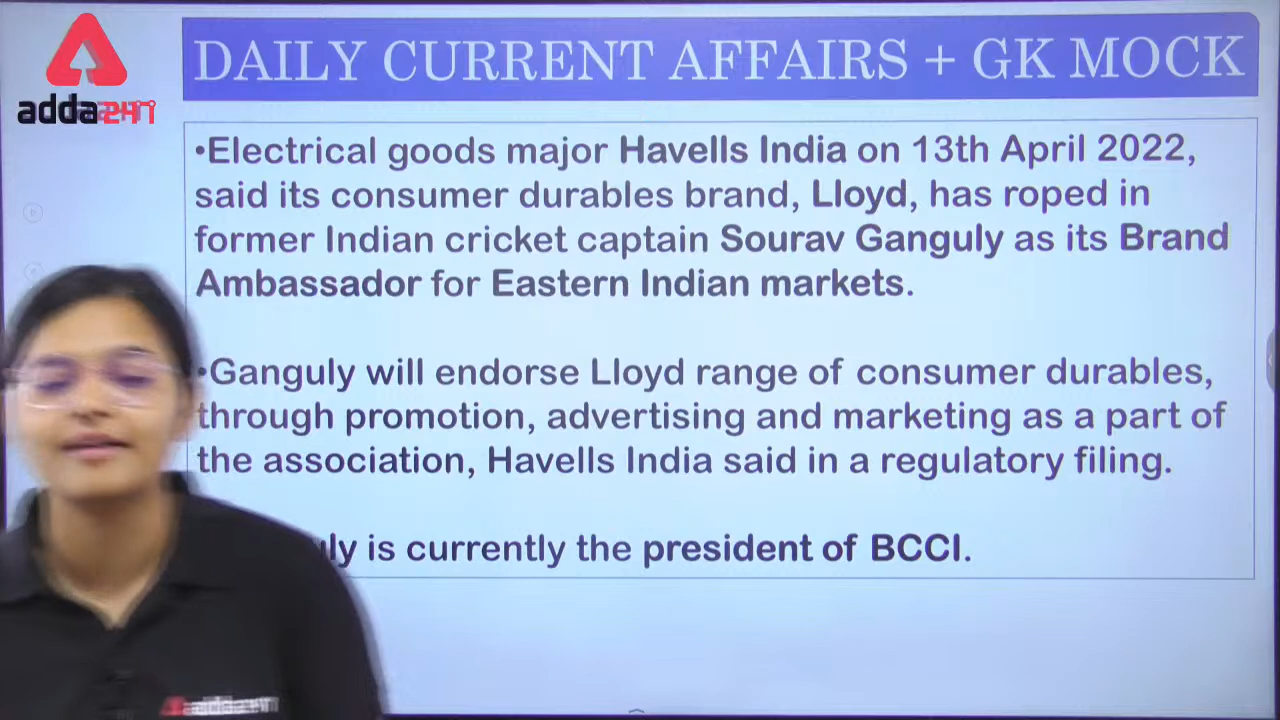 adda247
DAILY CURRENT AFFAIRS + GK MOCK
•Electrical goods major Havells India on 13th April 2022,
said its consumer durables brand, Lloyd, has roped in
former Indian cricket captain Sourav Ganguly as its Brand
Ambassador for Eastern Indian markets.
•Ganguly will endorse Lloyd range of consumer durables,
through promotion, advertising and marketing as a part of
the association, Havells India said in a regulatory filing.
is currently the president of BCCI.